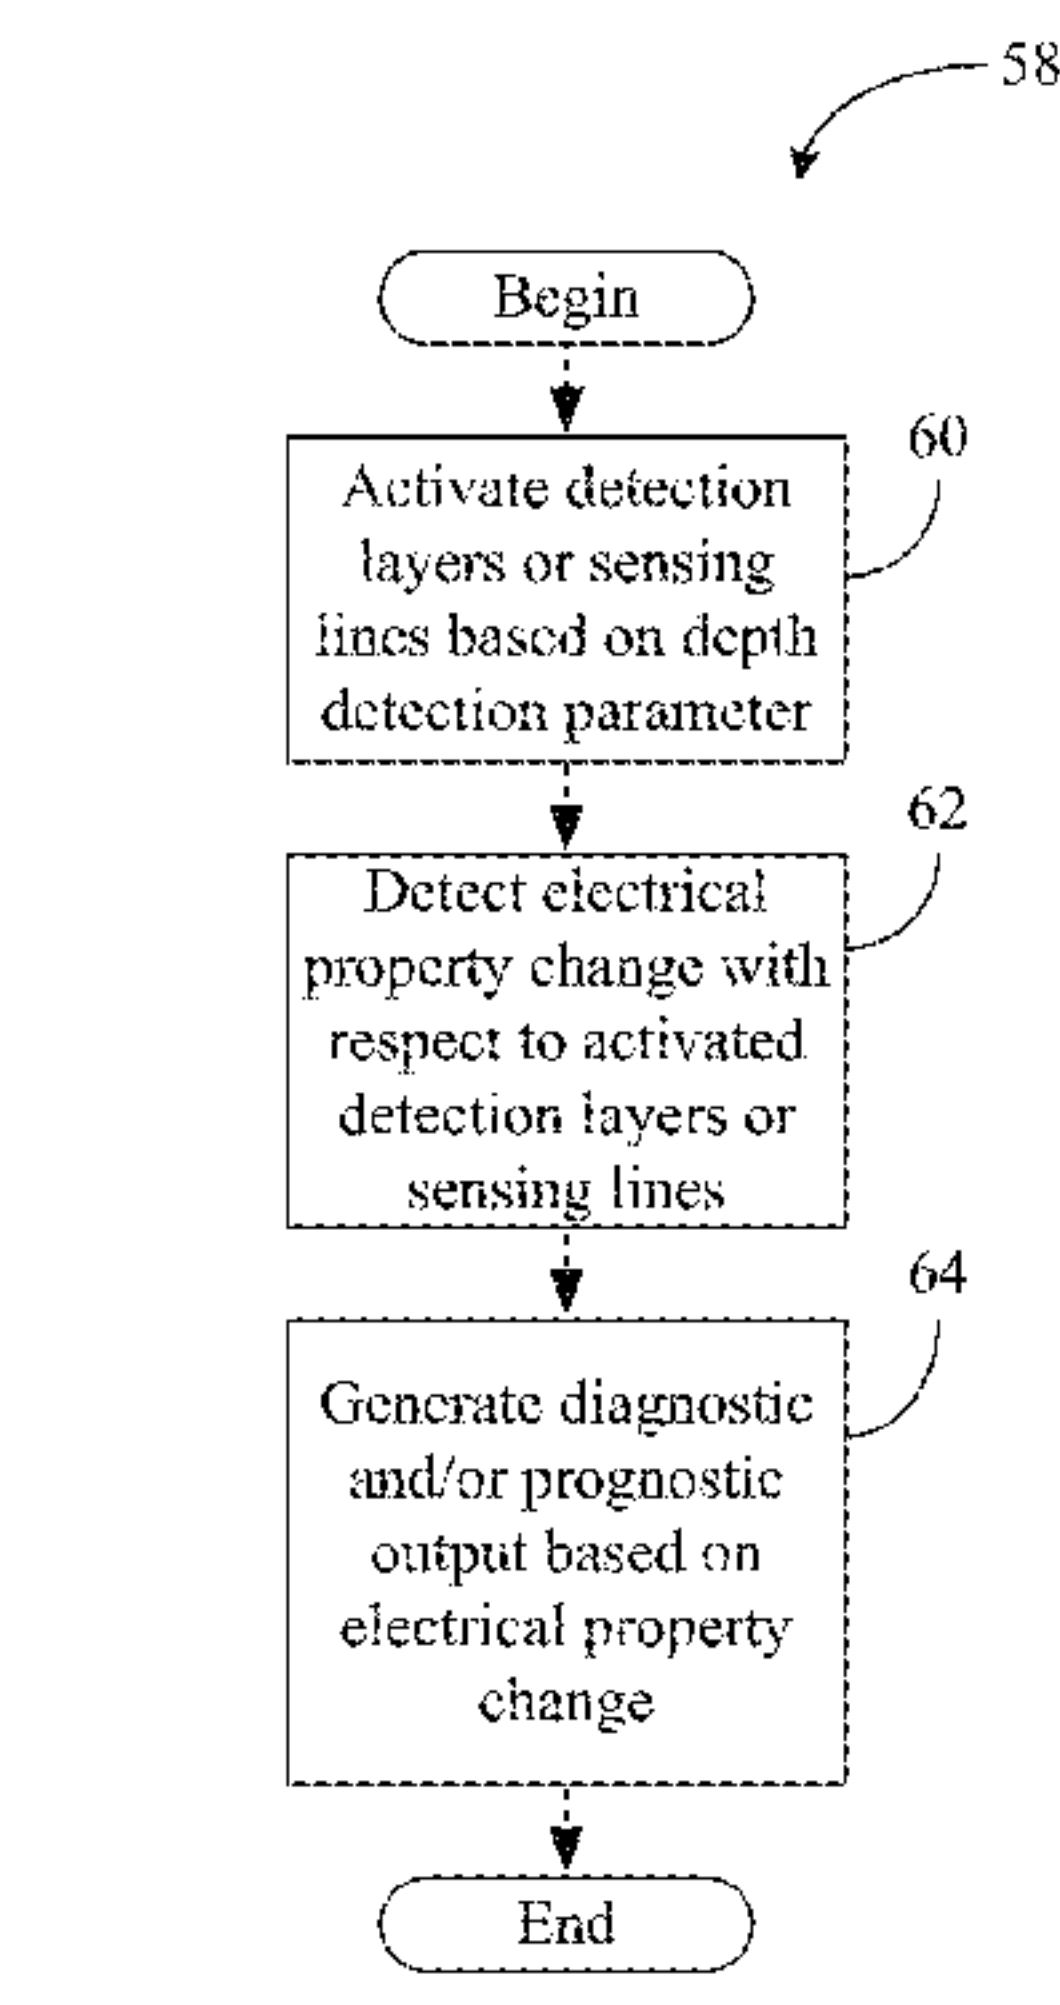 58
Begin
60
Activate detection
layers or sensing
lines based on depth
detection parameter
62
Detect electrical
property change with
respect to activated
detection layers or
sensing lines
64
Generate diagnostic
and/or prognostic
output based on
electrical property
change
End